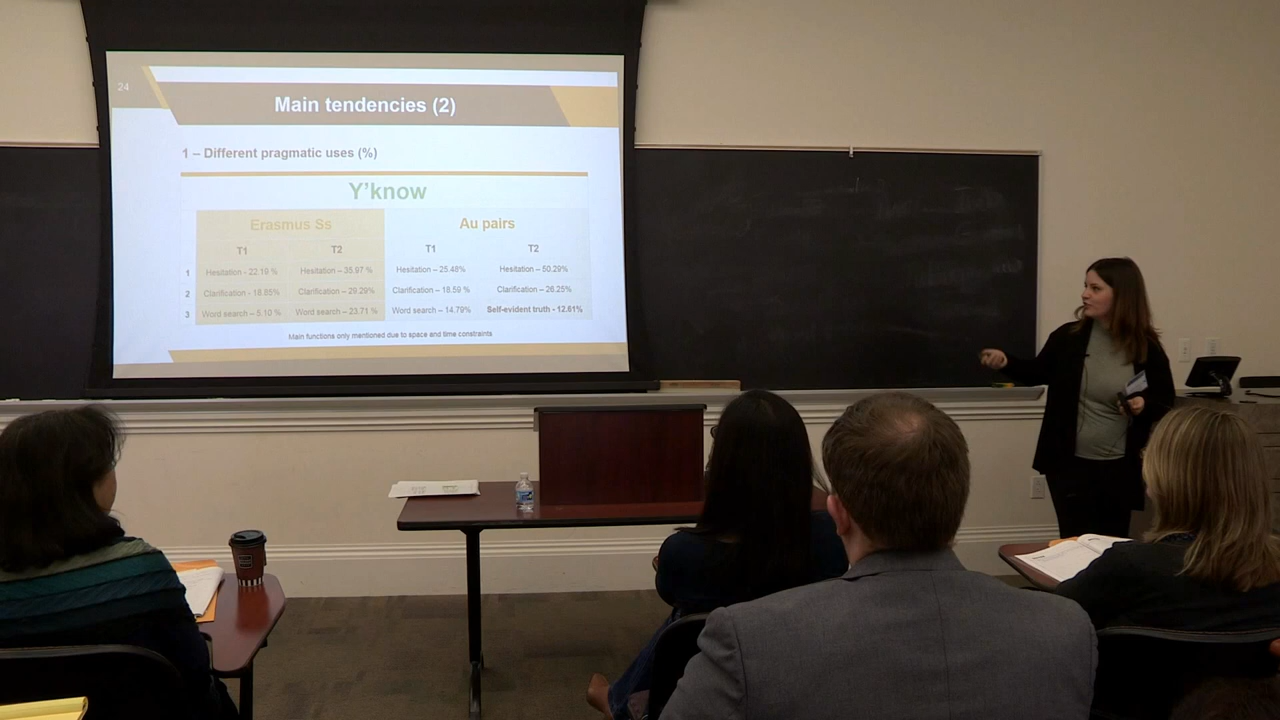 24
Main tendencies (2)
1 – Different pragmatic uses (%)
Y'know
Erasmus Ss
Au pairs
T1 T2 T1 T2
1 Hesitation - 22.19 % Hesitation – 35.97 % Hesitation – 25.48% Hesitation – 50.29%
2 Clarification - 18.85% Clarification – 29.29% Clarification – 18.59 % Clarification – 26.25%
3 Word search – 5.10 % Word search – 23.71 % Word search – 14.79% Self-evident truth - 12.61%
Main functions only mentioned due to space and time constraints